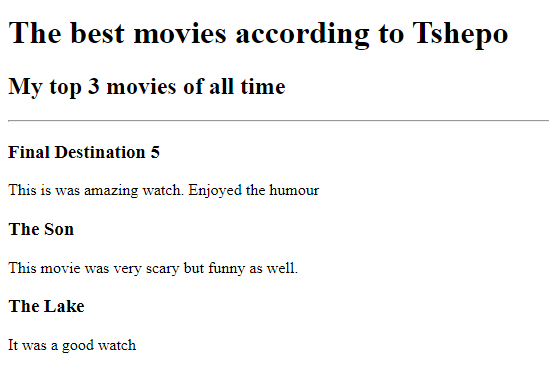 The best movies according to Tshepo
My top 3 movies of all time
Final Destination 5
This is was amazing watch. Enjoyed the humour
The Son
This movie was very scary but funny as well.
The Lake
It was a good watch